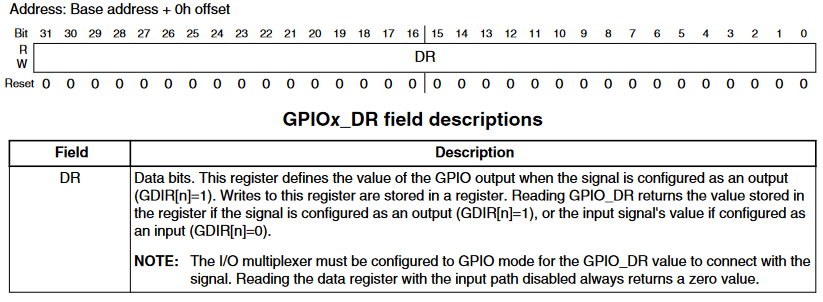 Address: Base address + 0h offset
Bit 31 30 29 28 27 26 25 24 23 22 21 20 19 18 17 16 15 14 13 12 11 10 9 8 7 6 5 4 3 2 1 0
R
DR
W
Reset 0 0 0 0 0 0 0 0 0 0 0 0 0 0 0 0 0 0 0 0 0 0 0 0 0 0 0 0 0 0 0 0
GPIOx_DR field descriptions
Field Description
DR Data bits. This register defines the value of the GPIO output when the signal is configured as an output
(GDIR[n]=1). Writes to this register are stored in a register. Reading GPIO_DR returns the value stored in
the register if the signal is configured as an output (GDIR[n]=1), or the input signal's value if configured as
an input (GDIR[n]=0).
NOTE: The I/O multiplexer must be configured to GPIO mode for the GPIO_DR value to connect with the
signal. Reading the data register with the input path disabled always returns a zero value.